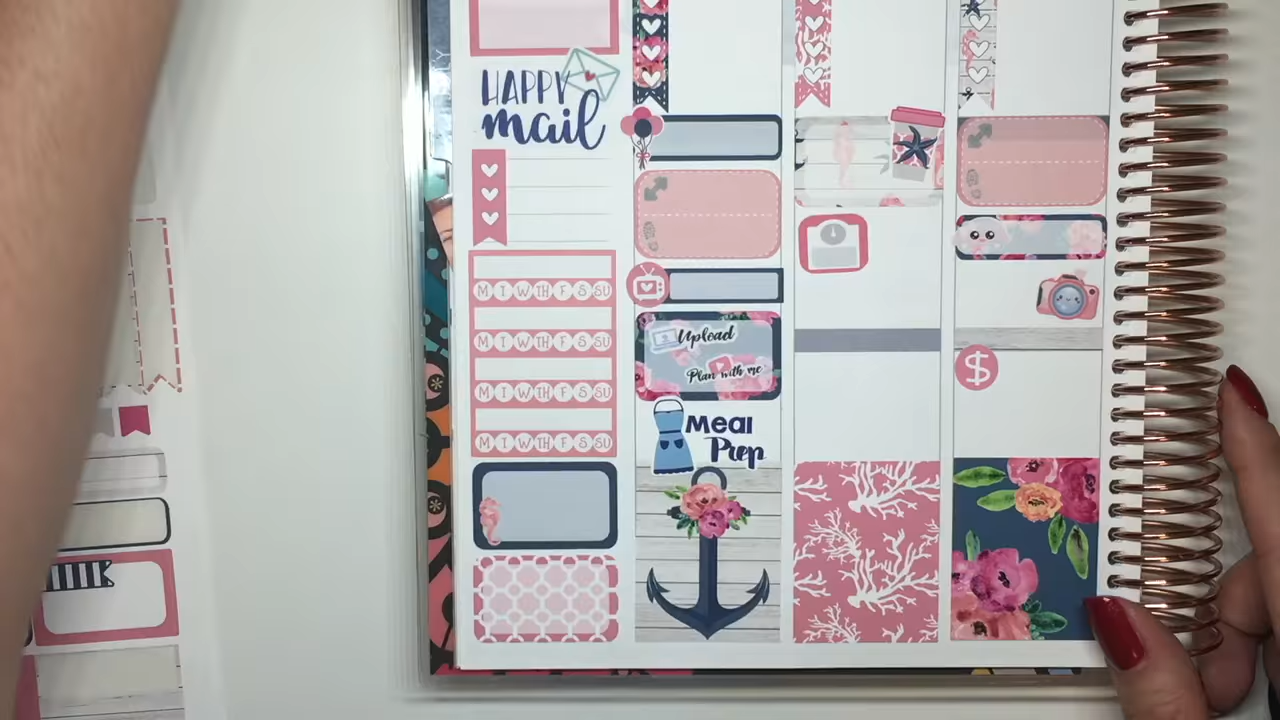 HAPPY
mail
M T W TH F S SU
M T W TH F S SU
M T W TH F S SU
M T W TH F S SU
Upload
Plan with me
Meal
Prep
$